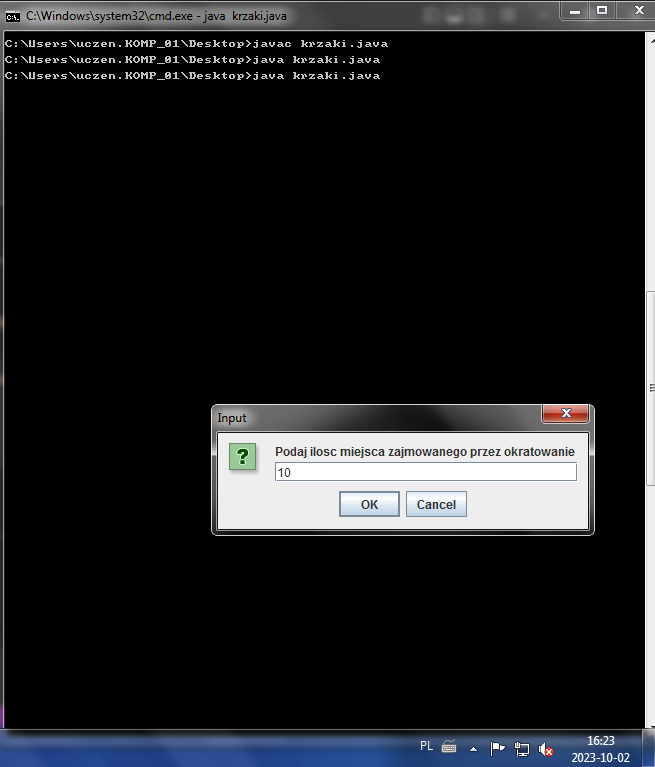 C:\Windows\system32\cmd.exe - java  krzaki.java
C:\Users\uczen.KOMP_01\Desktop>javac krzaki.java
C:\Users\uczen.KOMP_01\Desktop>java krzaki.java
C:\Users\uczen.KOMP_01\Desktop>java krzaki.java
Input
Podaj ilosc miejsca zajmowanego przez okratowanie
10
OK Cancel
PL
16:23
2023-10-02